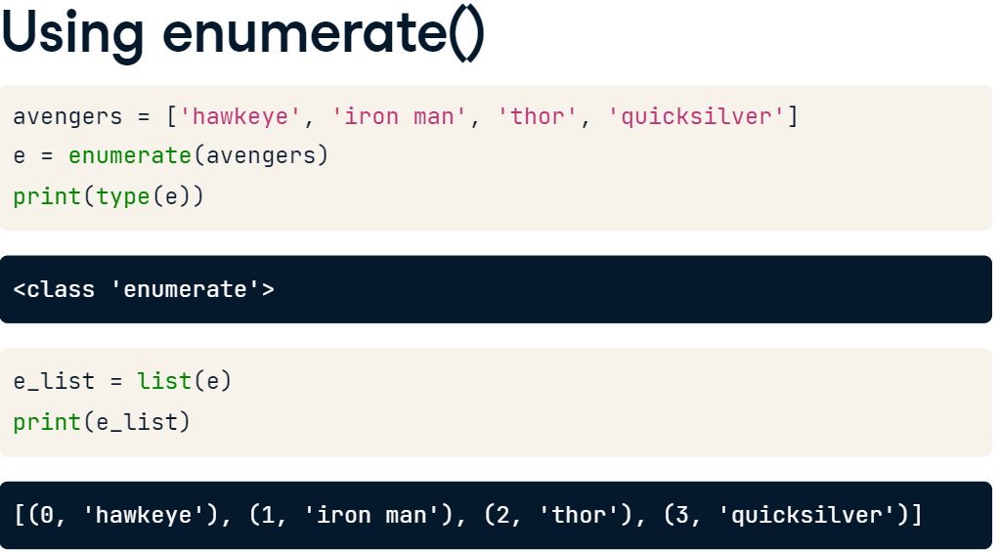 Using enumerate()
avengers = ['hawkeye', 'iron man', 'thor', 'quicksilver']
e = enumerate(avengers)
print(type(e))
<class 'enumerate'>
e_list = list(e)
print(e_list)
[(0, 'hawkeye'), (1, 'iron man'), (2, 'thor'), (3, 'quicksilver')]